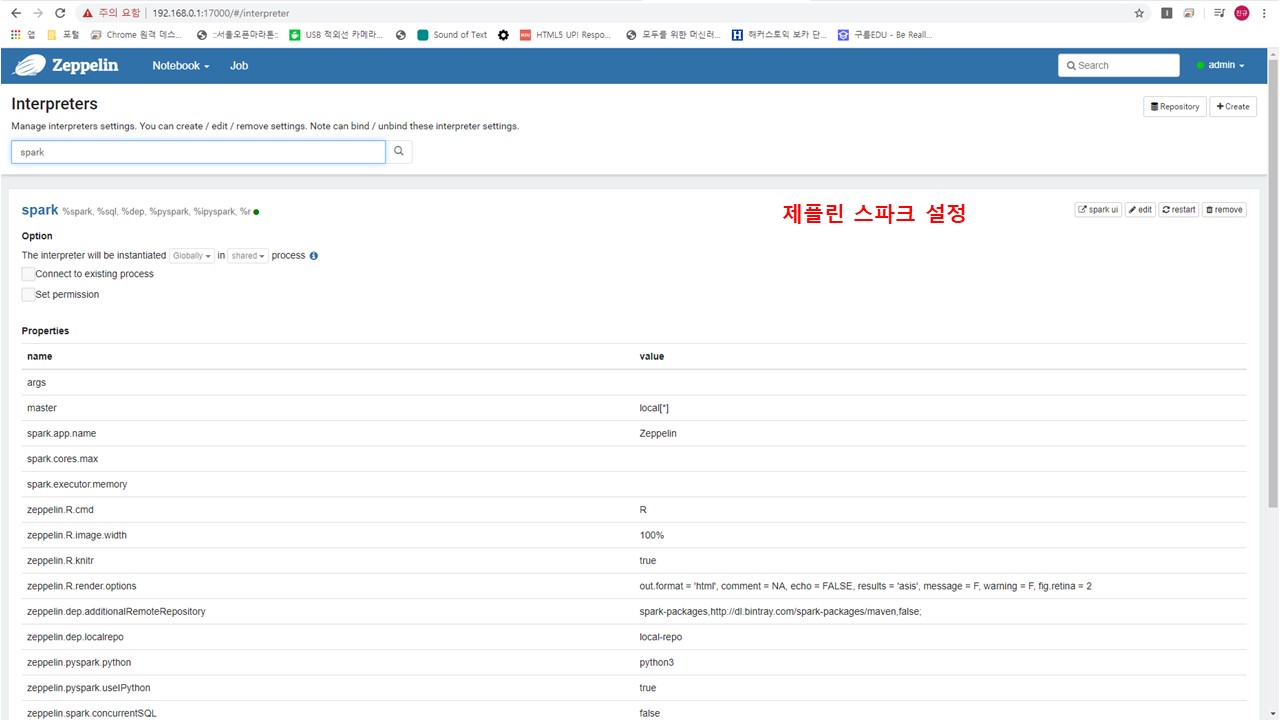 주의 요함 192.168.0.1:17000/#/interpreter 진규
앱 포털 Chrome 원격 데스... ::서울오픈마라톤:: USB 적외선 카메라... Sound of Text HTML5 UP! Respo... 모두를 위한 머신러... 해커스토익 보카 단... 구름EDU - Be Reall...
Zeppelin Notebook Job Search admin
Interpreters Repository Create
Manage interpreters settings. You can create / edit / remove settings. Note can bind / unbind these interpreter settings.
spark
spark %spark, %sql, %dep, %pyspark, %ipyspark, %r 제플린 스파크 설정 spark ui edit restart remove
Option
The interpreter will be instantiated Globally in shared process
Connect to existing process
Set permission
Properties
name value
args
master local[*]
spark.app.name Zeppelin
spark.cores.max
spark.executor.memory
zeppelin.R.cmd R
zeppelin.R.image.width 100%
zeppelin.R.knitr true
zeppelin.R.render.options out.format = 'html', comment = NA, echo = FALSE, results = 'asis', message = F, warning = F, fig.retina = 2
zeppelin.dep.additionalRemoteRepository spark-packages,http://dl.bintray.com/spark-packages/maven,false;
zeppelin.dep.localrepo local-repo
zeppelin.pyspark.python python3
zeppelin.pyspark.useIPython true
zeppelin.spark.concurrentSQL false